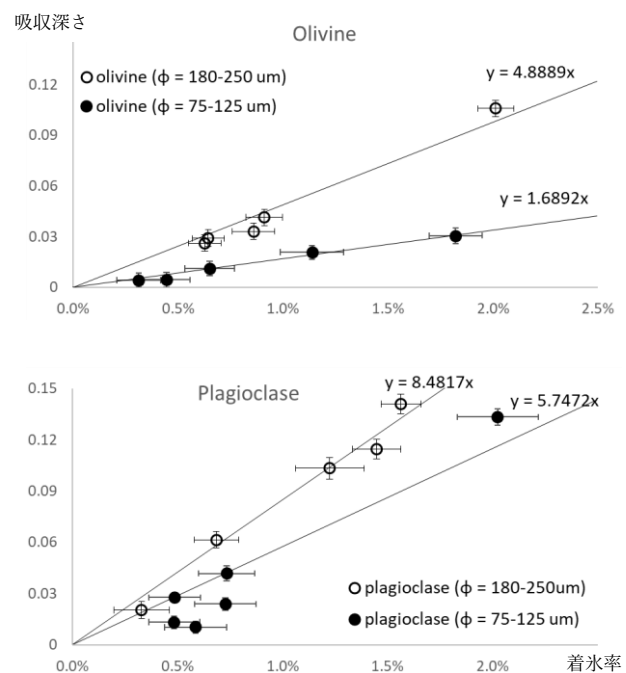 吸収深さ
Olivine
y = 4.8889x
olivine (ϕ = 180-250 um)
olivine (ϕ = 75-125 um)
y = 1.6892x
0.12
0.09
0.06
0.03
0
0.0% 0.5% 1.0% 1.5% 2.0% 2.5%
Plagioclase
y = 8.4817x
y = 5.7472x
0.15
0.12
0.09
0.06
0.03
0
plagioclase (ϕ = 180-250um)
plagioclase (ϕ = 75-125 um)
0.0% 0.5% 1.0% 1.5% 2.0%
着氷率